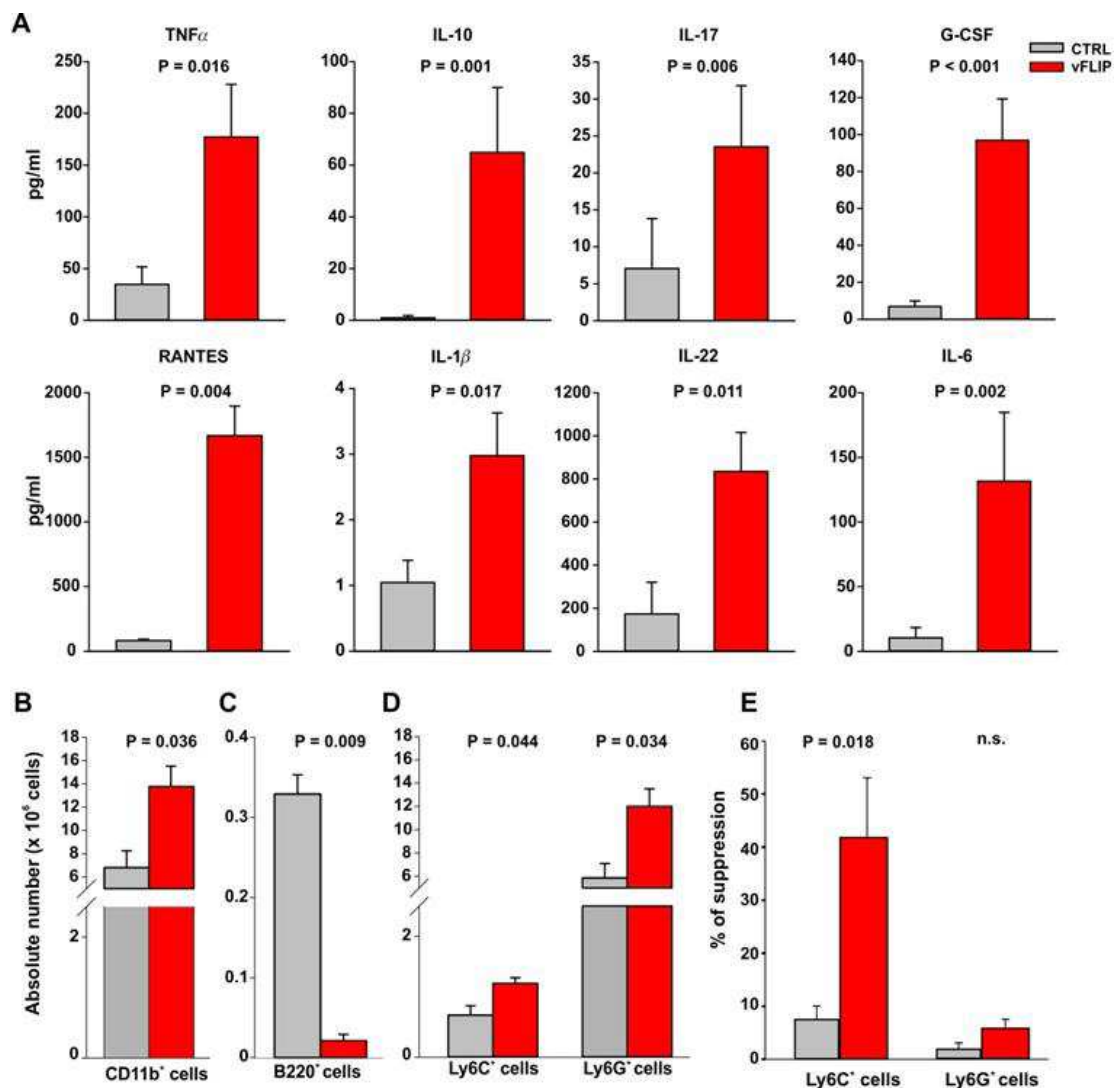 A
TNFα
IL-10
IL-17
G-CSF
CTRL
vFLIP
P = 0.016
P = 0.001
P = 0.006
P < 0.001
pg/ml
250
200
150
100
50
0
100
80
60
40
20
0
35
30
25
20
15
10
5
0
140
120
100
80
60
40
20
0
RANTES
IL-1β
IL-22
IL-6
P = 0.004
P = 0.017
P = 0.011
P = 0.002
pg/ml
2000
1500
1000
500
0
4
3
2
1
0
1200
1000
800
600
400
200
0
200
150
100
50
0
B
P = 0.036
Absolute number (x 10⁶ cells)
18
16
14
12
10
8
6
2
0
CD11b⁺ cells
C
P = 0.009
0.4
0.3
0.2
0.1
0
B220⁺ cells
D
P = 0.044
P = 0.034
18
16
14
12
10
8
6
2
0
Ly6C⁺ cells
Ly6G⁺ cells
E
P = 0.018
n.s.
% of suppression
60
50
40
30
20
10
0
Ly6C⁺ cells
Ly6G⁺ cells